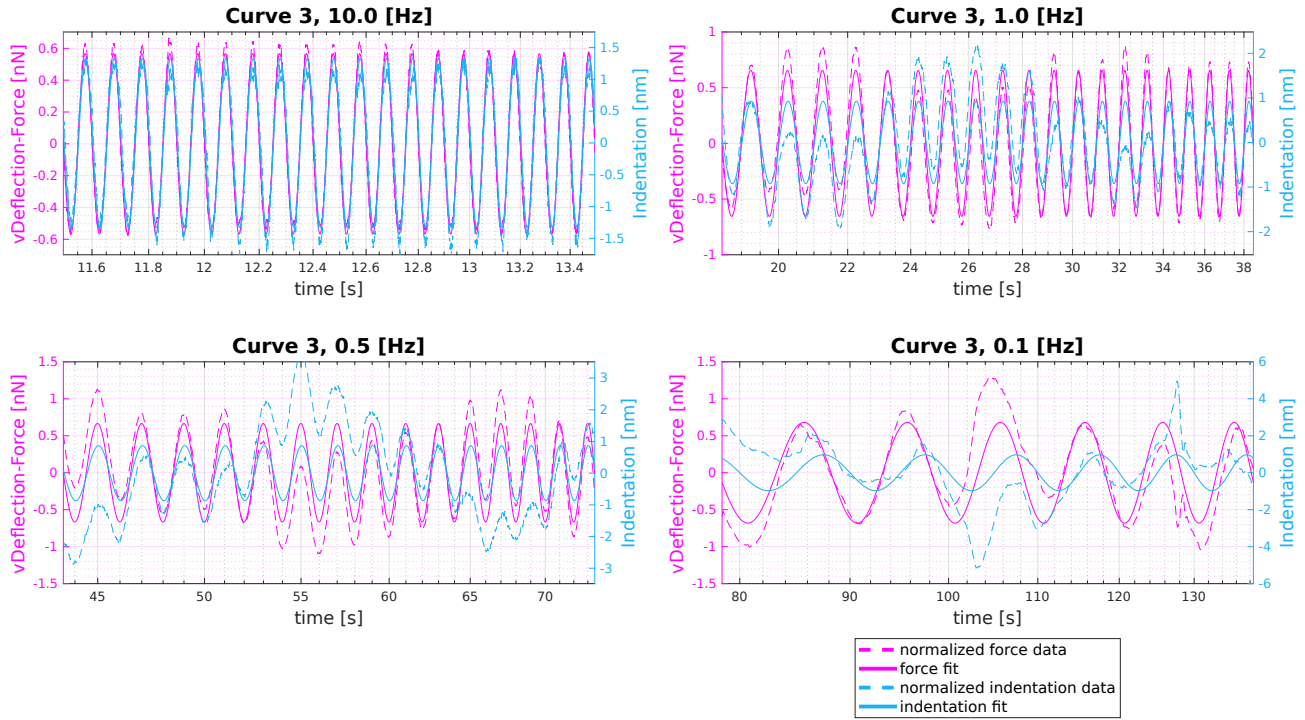 Curve 3, 10.0 [Hz]
vDeflection-Force [nN]
0.6
0.4
0.2
0
-0.2
-0.4
-0.6
1.5
1
0.5
0
-0.5
-1
-1.5
Indentation [nm]
11.6 11.8 12 12.2 12.4 12.6 12.8 13 13.2 13.4
time [s]
Curve 3, 1.0 [Hz]
vDeflection-Force [nN]
1
0.5
0
-0.5
-1
2
1
0
-1
-2
Indentation [nm]
20 22 24 26 28 30 32 34 36 38
time [s]
Curve 3, 0.5 [Hz]
vDeflection-Force [nN]
1.5
1
0.5
0
-0.5
-1
-1.5
3
2
1
0
-1
-2
-3
Indentation [nm]
45 50 55 60 65 70
time [s]
Curve 3, 0.1 [Hz]
vDeflection-Force [nN]
1.5
1
0.5
0
-0.5
-1
-1.5
6
4
2
0
-2
-4
-6
Indentation [nm]
80 90 100 110 120 130
time [s]
normalized force data
force fit
normalized indentation data
indentation fit